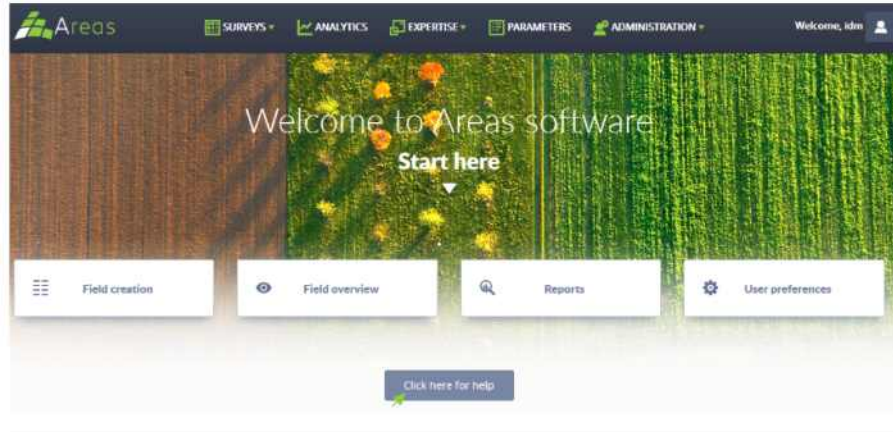 Areas
SURVEYS
ANALYTICS
EXPERTISE
PARAMETERS
ADMINISTRATION
Welcome, idm
Welcome to Areas software
Start here
Field creation
Field overview
Reports
User preferences
Click here for help